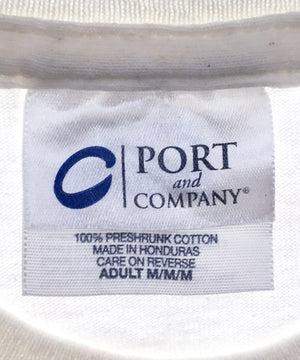 PORT
and
COMPANY®
100% PRESHRUNK COTTON
MADE IN HONDURAS
CARE ON REVERSE
ADULT M/M/M